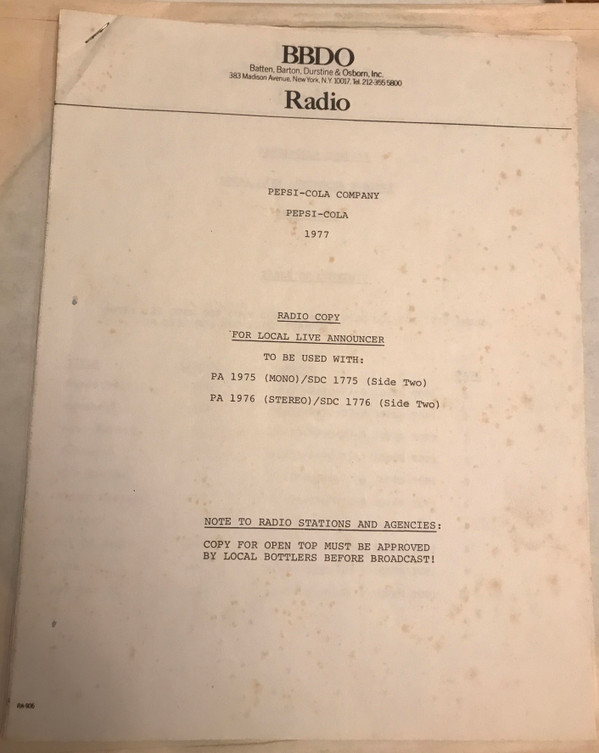 BBDO
Batten, Barton, Durstine & Osborn, Inc.
383 Madison Avenue, New York, N.Y. 10017. Tel. 212-355-5800
Radio
PEPSI-COLA COMPANY
PEPSI-COLA
1977
RADIO COPY
FOR LOCAL LIVE ANNOUNCER
TO BE USED WITH:
PA 1975 (MONO)/SDC 1775 (Side Two)
PA 1976 (STEREO)/SDC 1776 (Side Two)
NOTE TO RADIO STATIONS AND AGENCIES:
COPY FOR OPEN TOP MUST BE APPROVED
BY LOCAL BOTTLERS BEFORE BROADCAST!